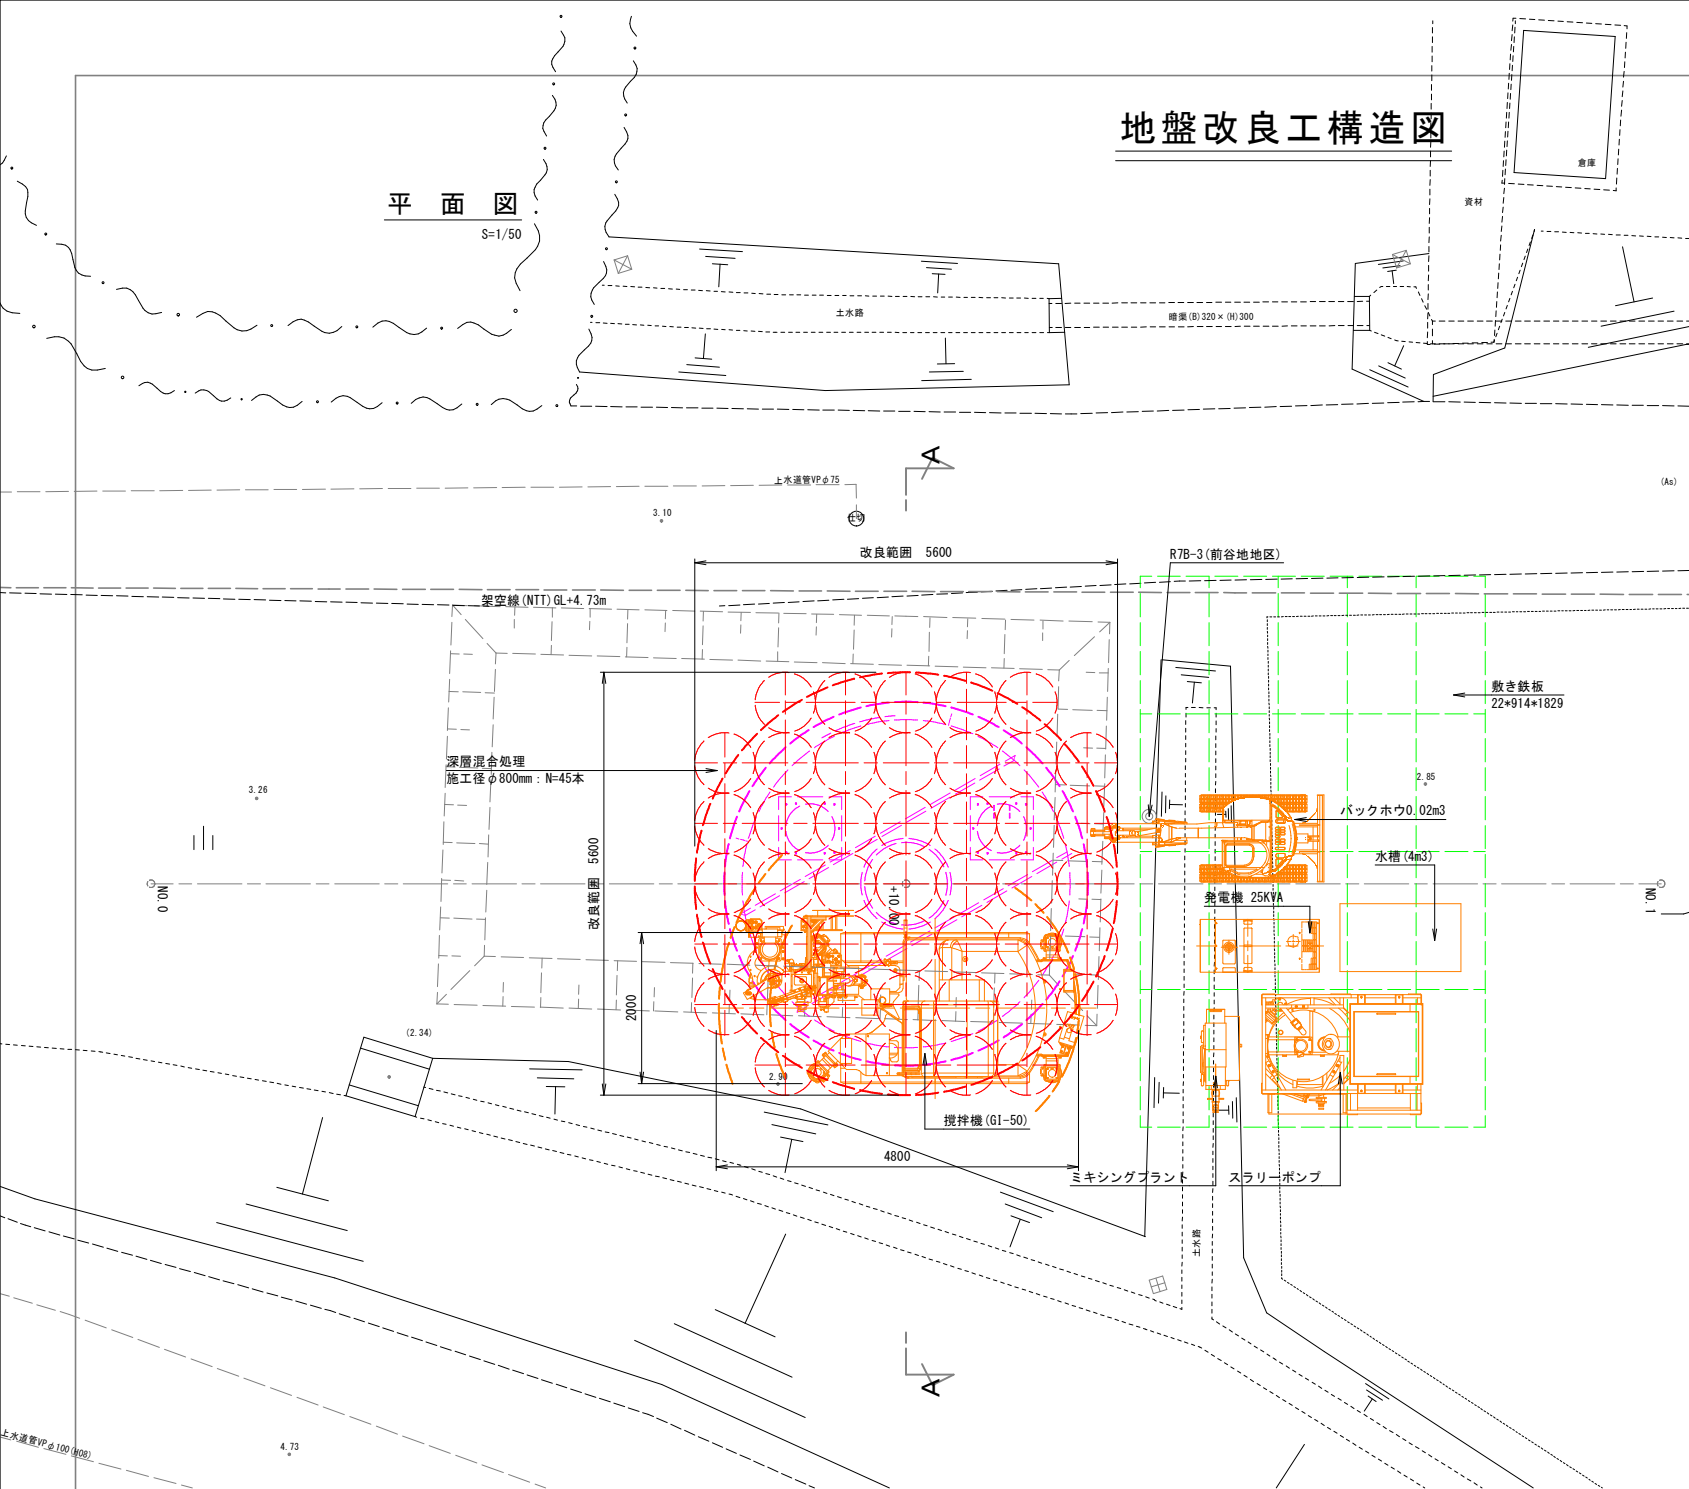 地盤改良工構造図
倉庫
資材
平 面 図
S=1/50
土水路
暗渠(B)320×(H)300
A
上水道管VPφ75
(As)
3.10
仕切
改良範囲 5600
R7B-3(前谷地地区)
架空線(NTT)GL+4.73m
敷き鉄板
22*914*1829
深層混合処理
施工径φ800mm：N=45本
3.26
2.85
バックホウ0.02m3
水槽(4m3)
改良範囲 5600
NO.0
+10.00
発電機 25KVA
NO.1
2000
(2.34)
2.90
撹拌機(GI-50)
4800
ミキシングプラント
スラリーポンプ
土水路
A
上水道管VPφ100(H08)
4.73